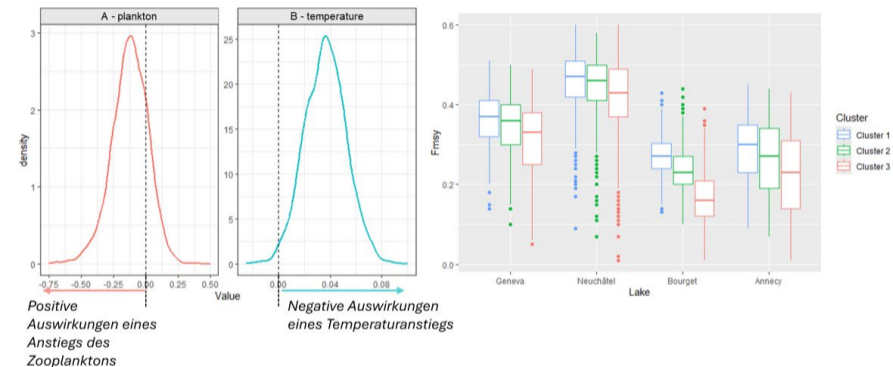 A - plankton
B - temperature
density
3
2
1
0
25
20
15
10
5
0
-0.75 -0.50 -0.25 0.00 0.25 0.50
0.00 0.04 0.08
Value
Positive
Auswirkungen eines
Anstiegs des
Zooplanktons
Negative Auswirkungen
eines Temperaturanstiegs
Fmsy
0.6
0.4
0.2
0.0
Geneva Neuchâtel Bourget Annecy
Lake
Cluster
Cluster 1
Cluster 2
Cluster 3